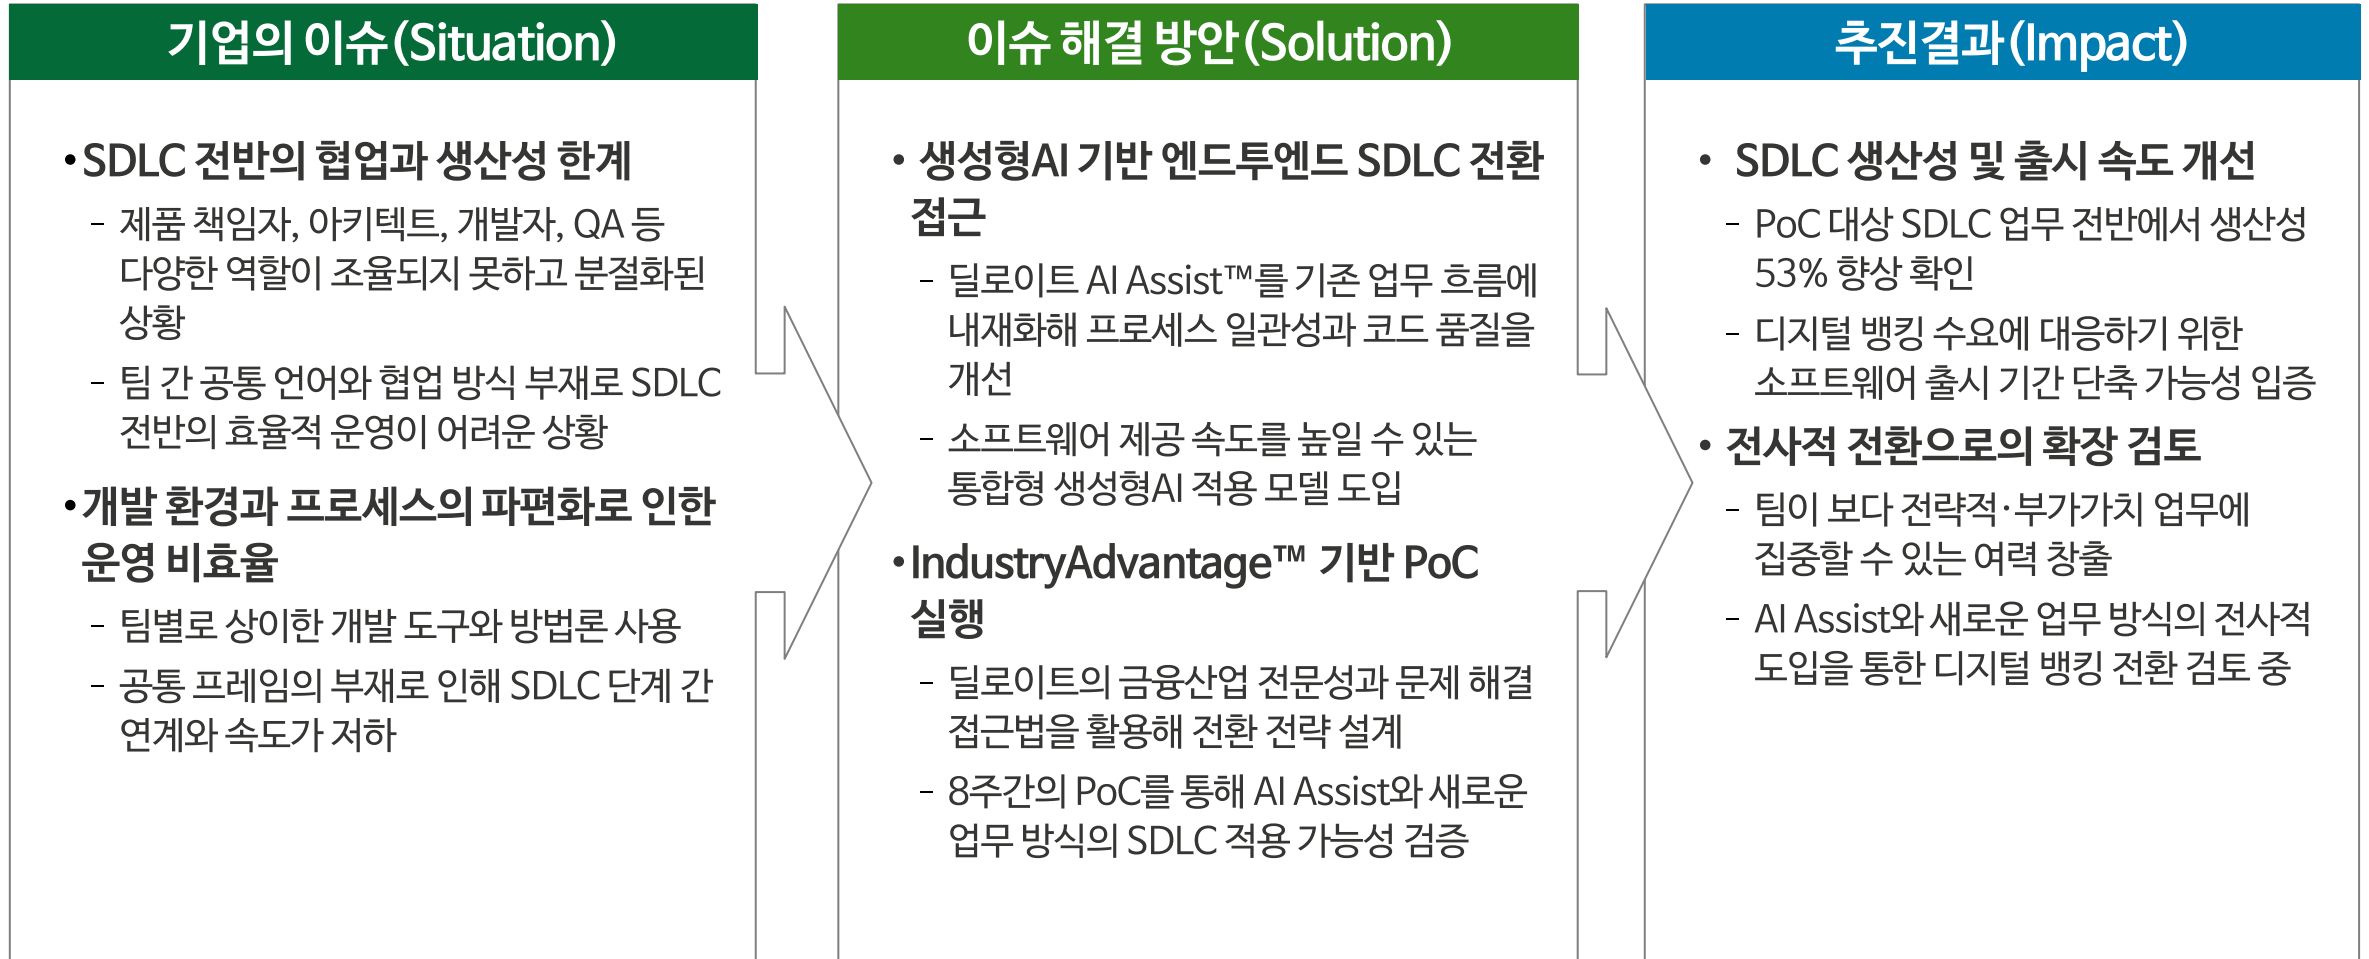 기업의 이슈(Situation)
•SDLC 전반의 협업과 생산성 한계
- 제품 책임자, 아키텍트, 개발자, QA 등
다양한 역할이 조율되지 못하고 분절화된
상황
- 팀 간 공통 언어와 협업 방식 부재로 SDLC
전반의 효율적 운영이 어려운 상황
•개발 환경과 프로세스의 파편화로 인한
운영 비효율
- 팀별로 상이한 개발 도구와 방법론 사용
- 공통 프레임의 부재로 인해 SDLC 단계 간
연계와 속도가 저하
이슈 해결 방안(Solution)
• 생성형AI 기반 엔드투엔드 SDLC 전환
접근
- 딜로이트 AI Assist™를 기존 업무 흐름에
내재화해 프로세스 일관성과 코드 품질을
개선
- 소프트웨어 제공 속도를 높일 수 있는
통합형 생성형AI 적용 모델 도입
•IndustryAdvantage™ 기반 PoC
실행
- 딜로이트의 금융산업 전문성과 문제 해결
접근법을 활용해 전환 전략 설계
- 8주간의 PoC를 통해 AI Assist와 새로운
업무 방식의 SDLC 적용 가능성 검증
추진결과(Impact)
• SDLC 생산성 및 출시 속도 개선
- PoC 대상 SDLC 업무 전반에서 생산성
53% 향상 확인
- 디지털 뱅킹 수요에 대응하기 위한
소프트웨어 출시 기간 단축 가능성 입증
• 전사적 전환으로의 확장 검토
- 팀이 보다 전략적·부가가치 업무에
집중할 수 있는 여력 창출
- AI Assist와 새로운 업무 방식의 전사적
도입을 통한 디지털 뱅킹 전환 검토 중